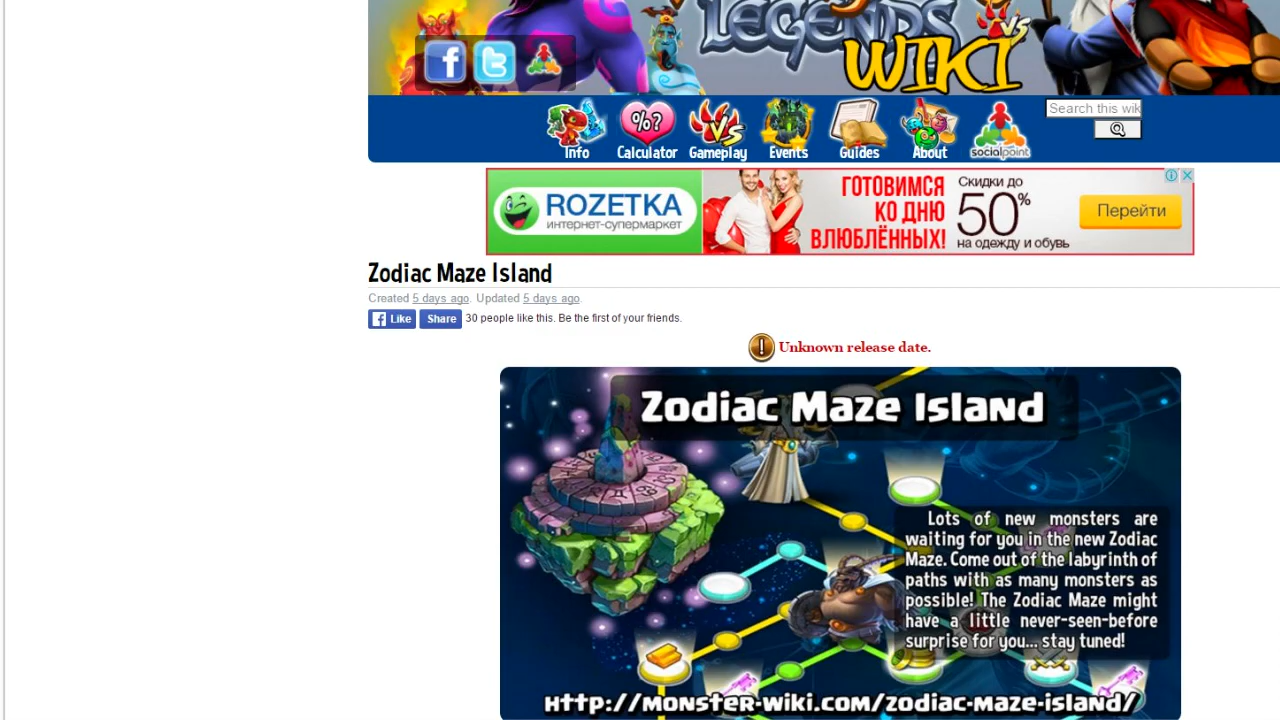 LEGENDS
VS
WIKI
Info
Calculator
Gameplay
Events
Guides
About
socialpoint
Search this wik
%?
VS
ROZETKA
интернет-супермаркет
ГОТОВИМСЯ
КО ДНЮ
ВЛЮБЛЁННЫХ!
Скидки до
50%
на одежду и обувь
Перейти
Zodiac Maze Island
Created 5 days ago. Updated 5 days ago.
Like
Share
30 people like this. Be the first of your friends.
Unknown release date.
Zodiac Maze Island
Lots of new monsters are
waiting for you in the new Zodiac
Maze. Come out of the labyrinth of
paths with as many monsters as
possible! The Zodiac Maze might
have a little never-seen-before
surprise for you... stay tuned!
http://monster-wiki.com/zodiac-maze-island/